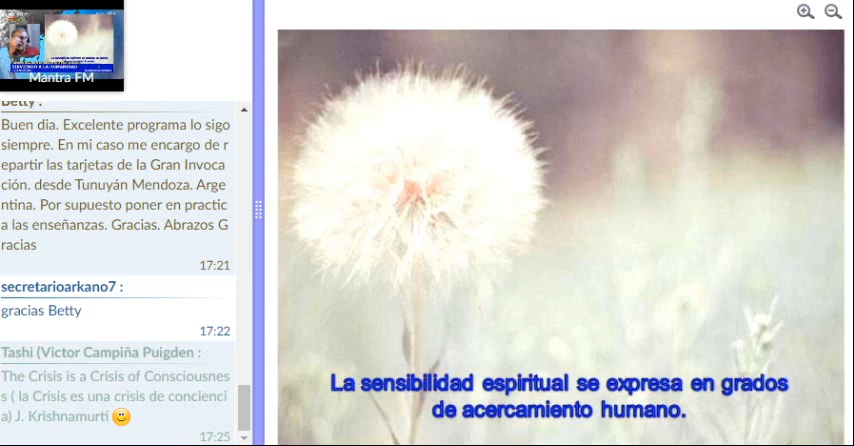 SIRVIENDO A LA HUMANIDAD
Mantra FM
Betty :
Buen dia. Excelente programa lo sigo
siempre. En mi caso me encargo de r
epartir las tarjetas de la Gran Invoca
ción. desde Tunuyán Mendoza. Arge
ntina. Por supuesto poner en practic
a las enseñanzas. Gracias. Abrazos G
racias
17:21
secretarioarkano7 :
gracias Betty
17:22
Tashi (Victor Campiña Puigden :
The Crisis is a Crisis of Consciousnes
s ( la Crisis es una crisis de concienci
a) J. Krishnamurti
17:25
La sensibilidad espiritual se expresa en grados
de acercamiento humano.